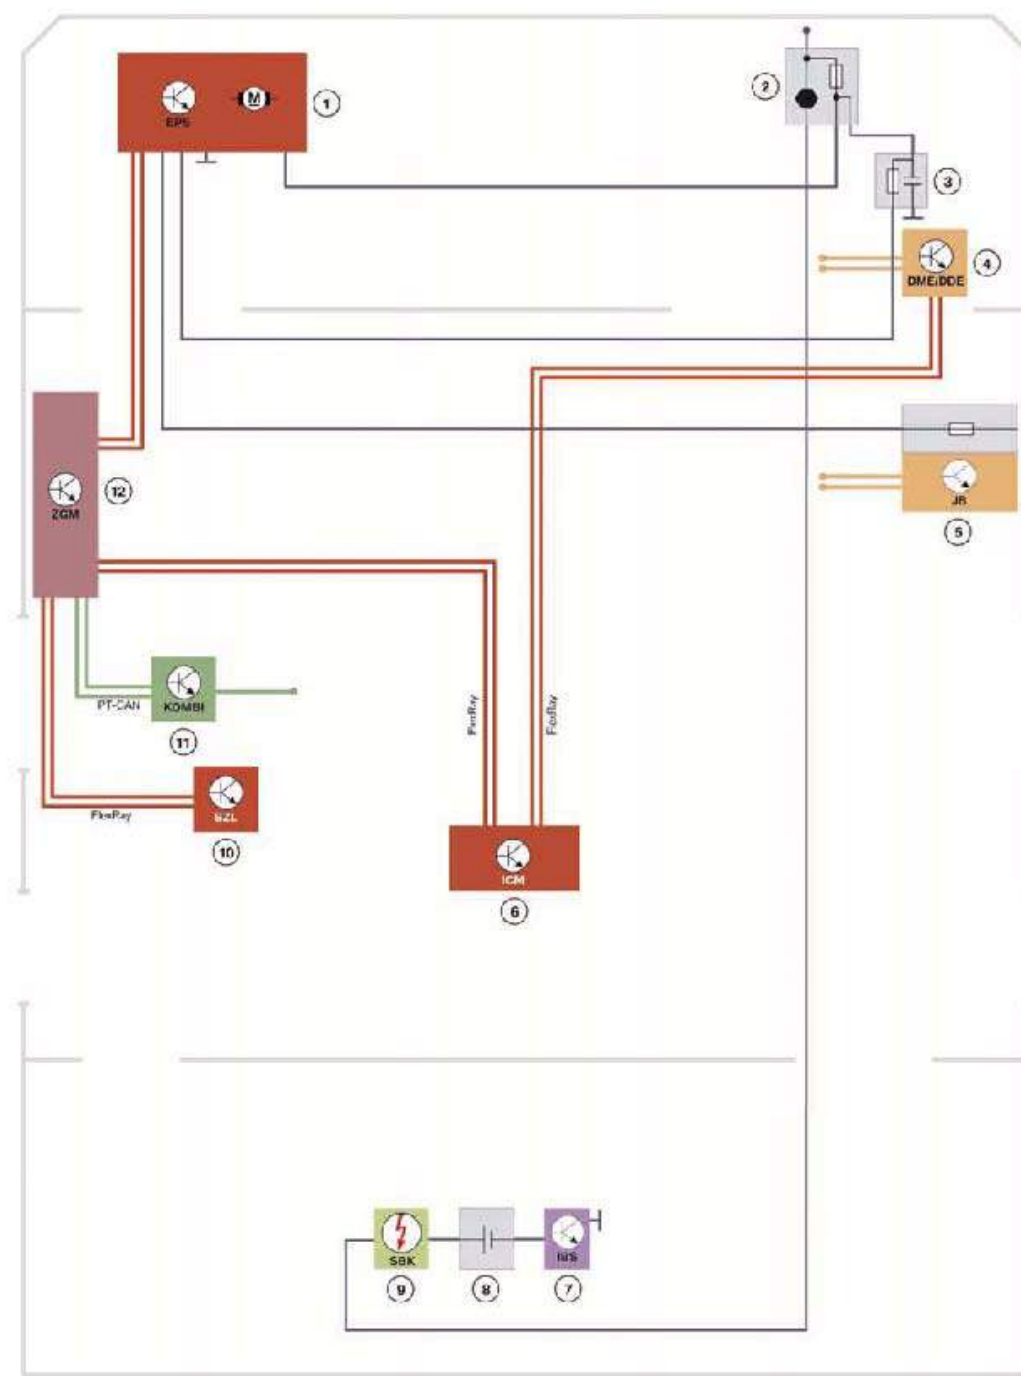 M
EPS
1
2
3
4
DME/DDE
12
ZGM
JB
5
PT-CAN
KOMBI
11
FlexRay
FlexRay
SZL
FlexRay
10
ICM
6
SBK
IBS
9
8
7